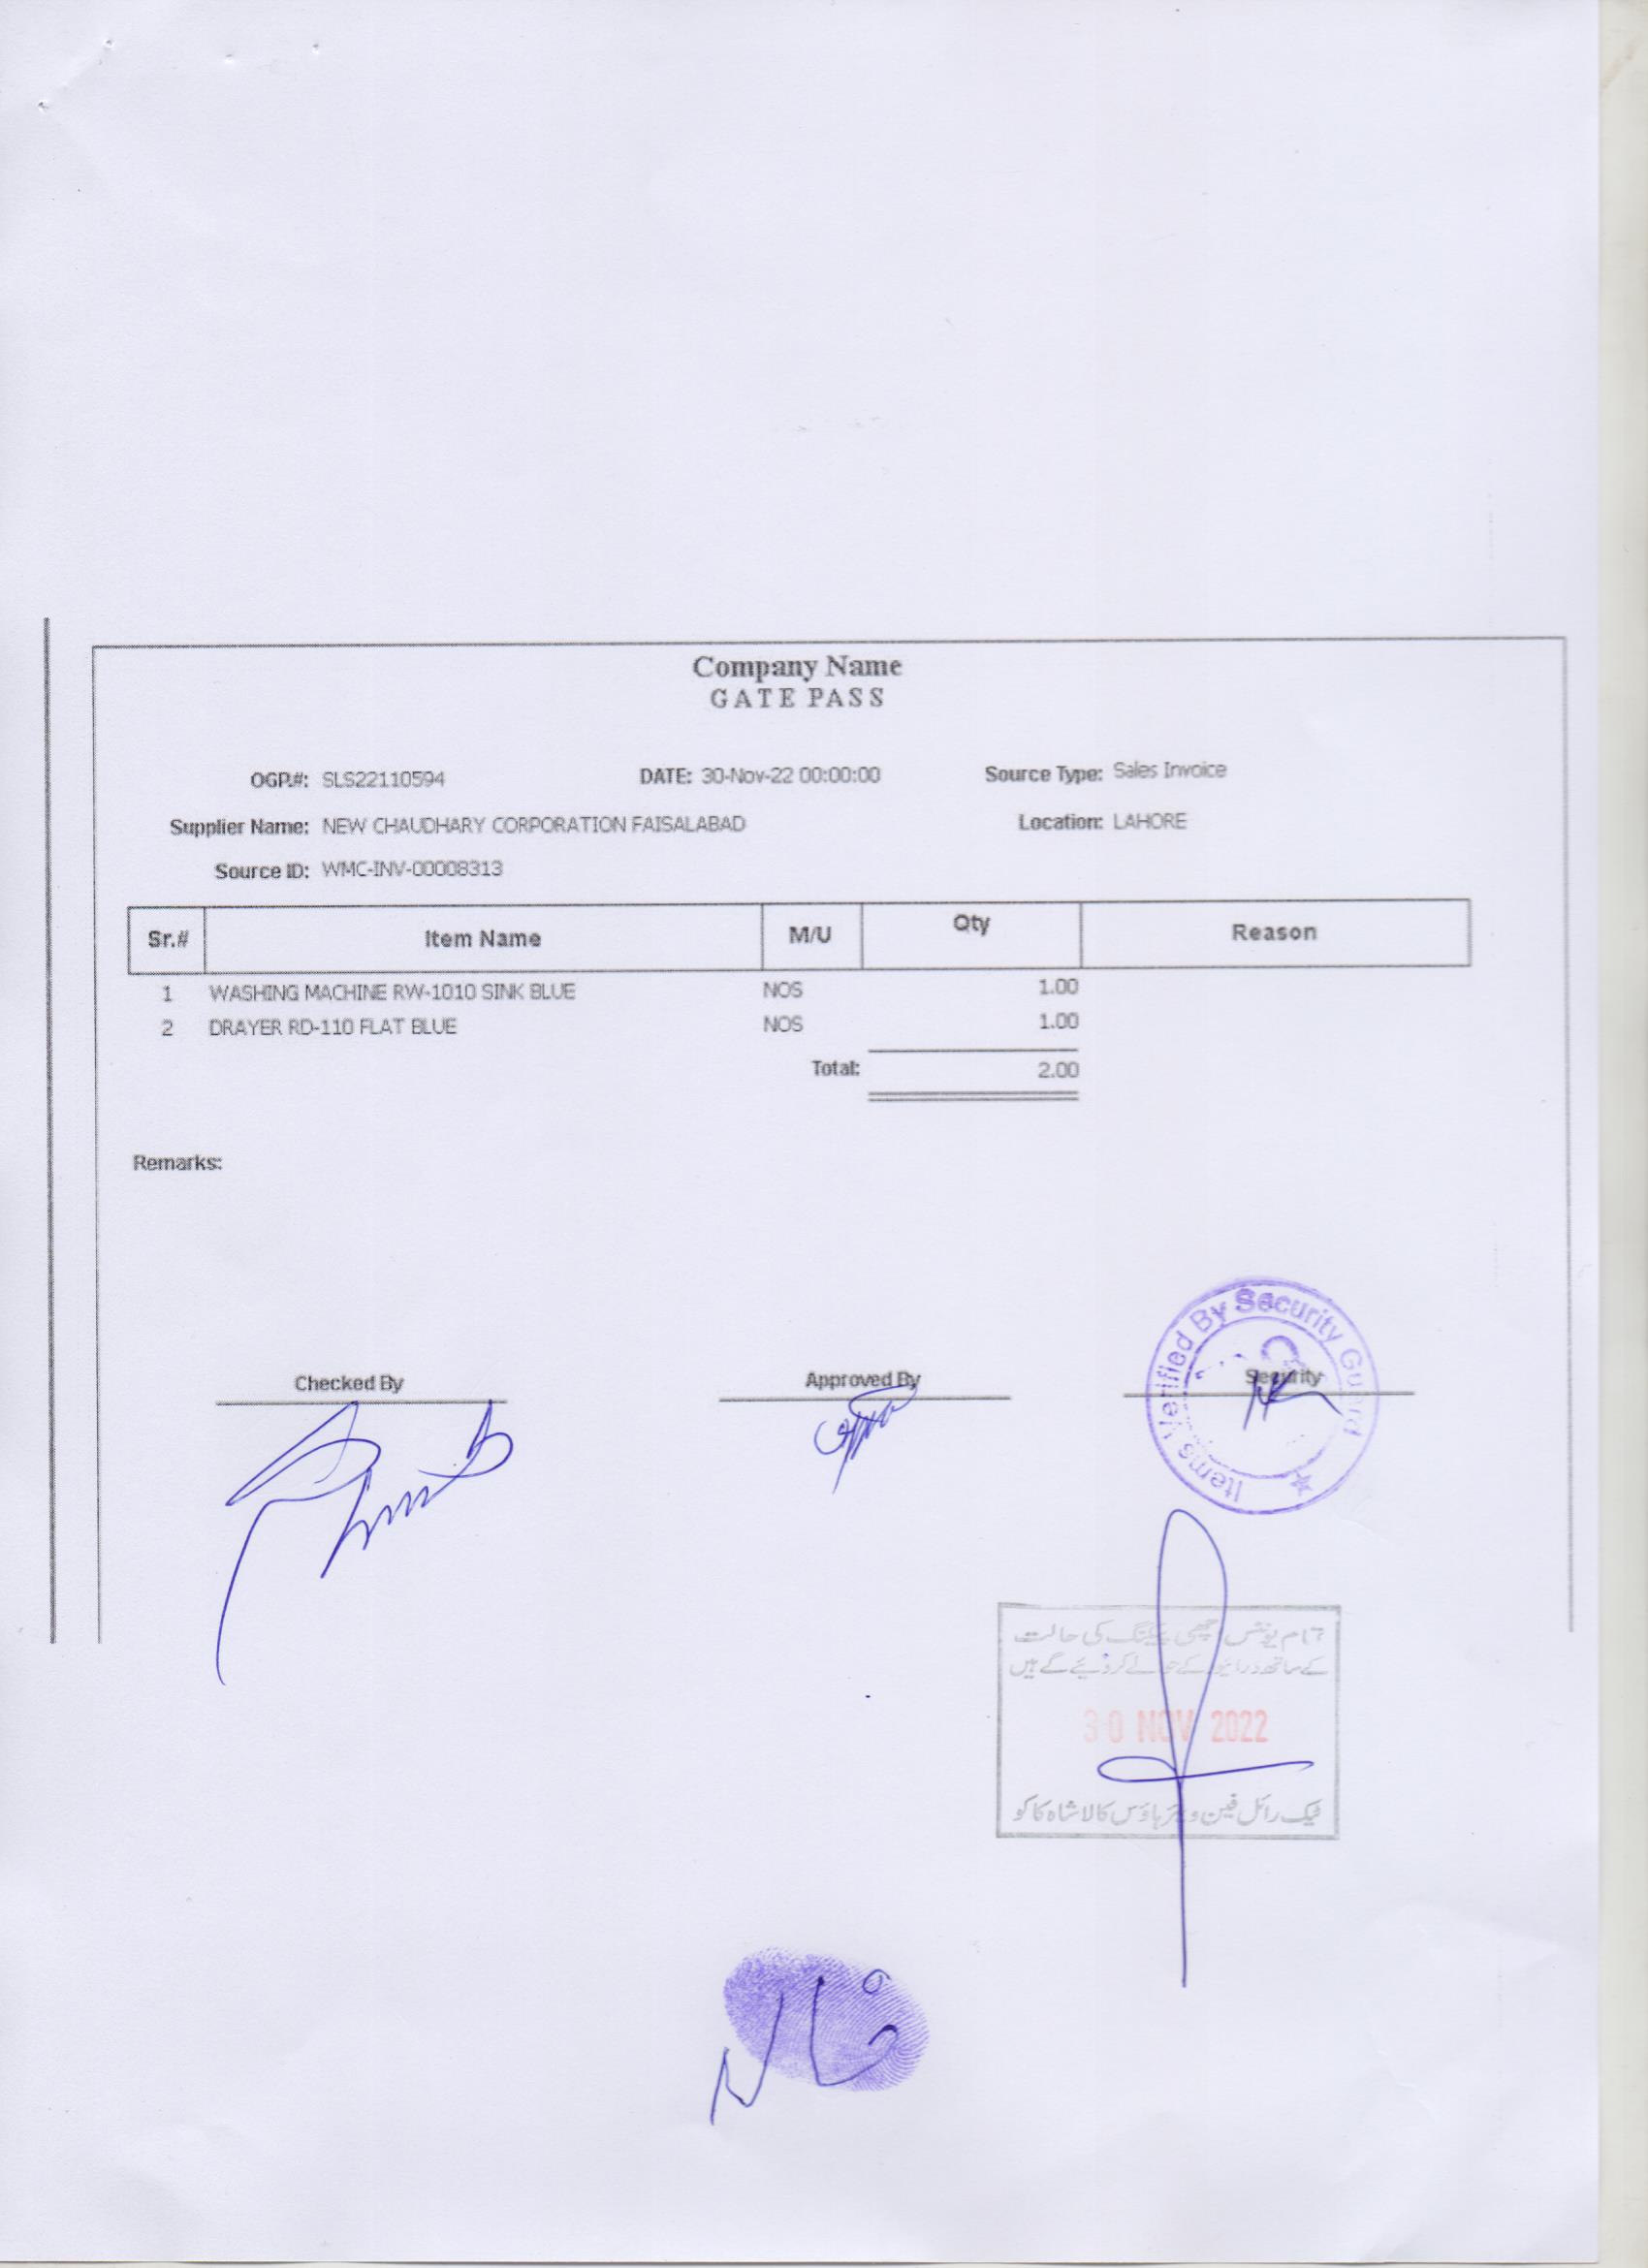 Company Name
GATE PASS
OGP.#: SLS22110594 DATE: 30-Nov-22 00:00:00 Source Type: Sales Invoice
Supplier Name: NEW CHAUDHARY CORPORATION FAISALABAD Location: LAHORE
Source ID: WMC-INV-00008313
Sr.# Item Name M/U Qty Reason
1 WASHING MACHINE RW-1010 SINK BLUE NOS 1.00
2 DRAYER RD-110 FLAT BLUE NOS 1.00
Total: 2.00
Remarks:
Checked By Approved By Security
Items Verified By Security Guard
تمام یونٹس اچھی پیکنگ کی حالت
کے ساتھ ڈرائیور کے حوالے کر دیئے گئے ہیں
30 NOV 2022
ٹیک رائل فین ویئر ہاؤس کالا شاہ کاکو